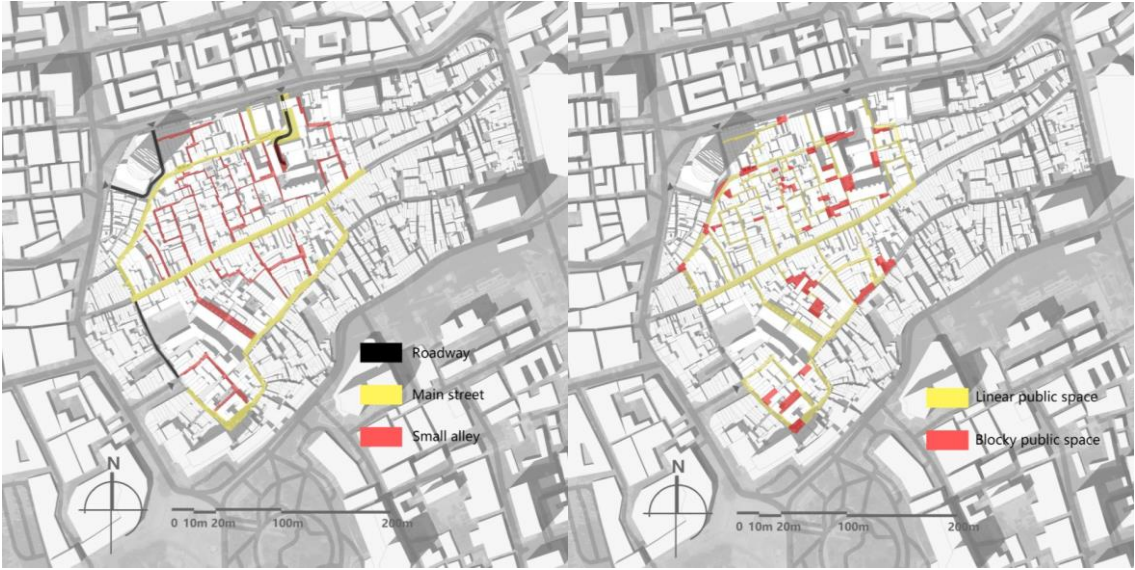 Roadway
Main street
Small alley
N
0 10m 20m 100m 200m
Linear public space
Blocky public space
N
0 10m 20m 100m 200m